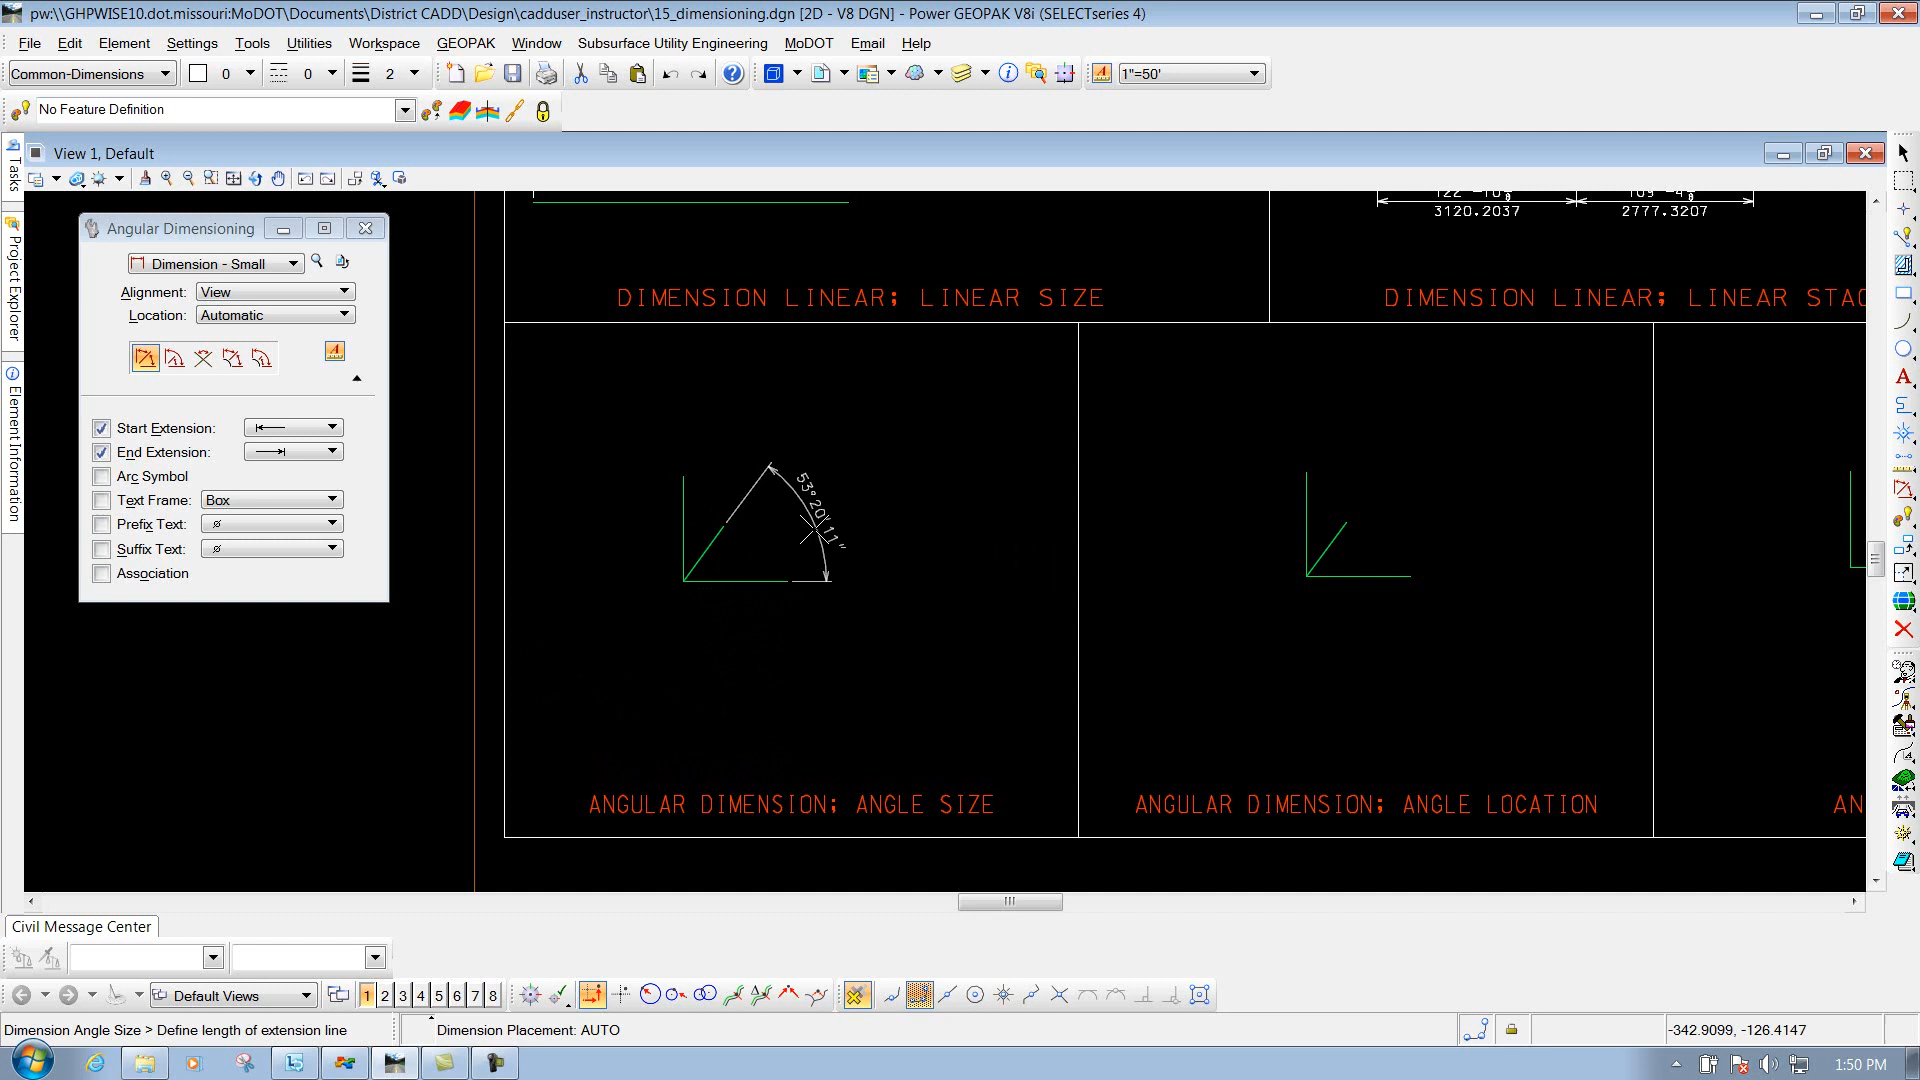 pw:\\GHPWISE10.dot.missouri:MoDOT\Documents\District CADD\Design\cadduser_instructor\15_dimensioning.dgn [2D - V8 DGN] - Power GEOPAK V8i (SELECTseries 4)
File Edit Element Settings Tools Utilities Workspace GEOPAK Window Subsurface Utility Engineering MoDOT Email Help
Common-Dimensions 0 0 2 1"=50'
No Feature Definition
View 1, Default
Tasks
Project Explorer
Element Information
Angular Dimensioning
Dimension - Small
Alignment: View
Location: Automatic
Start Extension:
End Extension:
Arc Symbol
Text Frame: Box
Prefix Text: ø
Suffix Text: ø
Association
3120.2037 2777.3207
DIMENSION LINEAR; LINEAR SIZE
DIMENSION LINEAR; LINEAR STAC
53°20'11"
ANGULAR DIMENSION; ANGLE SIZE
ANGULAR DIMENSION; ANGLE LOCATION
AN
Civil Message Center
Default Views 1 2 3 4 5 6 7 8
Dimension Angle Size > Define length of extension line
Dimension Placement: AUTO
-342.9099, -126.4147
1:50 PM